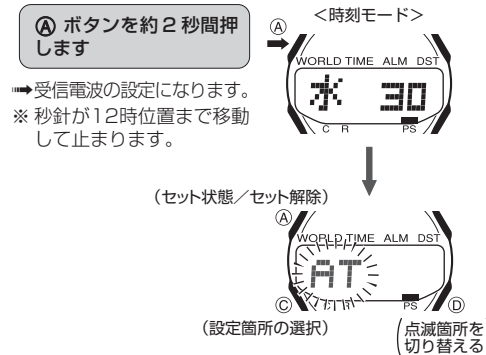 Ⓐ ボタンを約２秒間押
します
➟受信電波の設定になります。
※ 秒針が12時位置まで移動
して止まります。
＜時刻モード＞
Ⓐ
WORLD TIME ALM DST
水 30
C R PS
（セット状態／セット解除）
Ⓐ
WORLD TIME ALM DST
AT
Ⓒ C R PS Ⓓ
（設定箇所の選択）
（点滅箇所を
切り替える